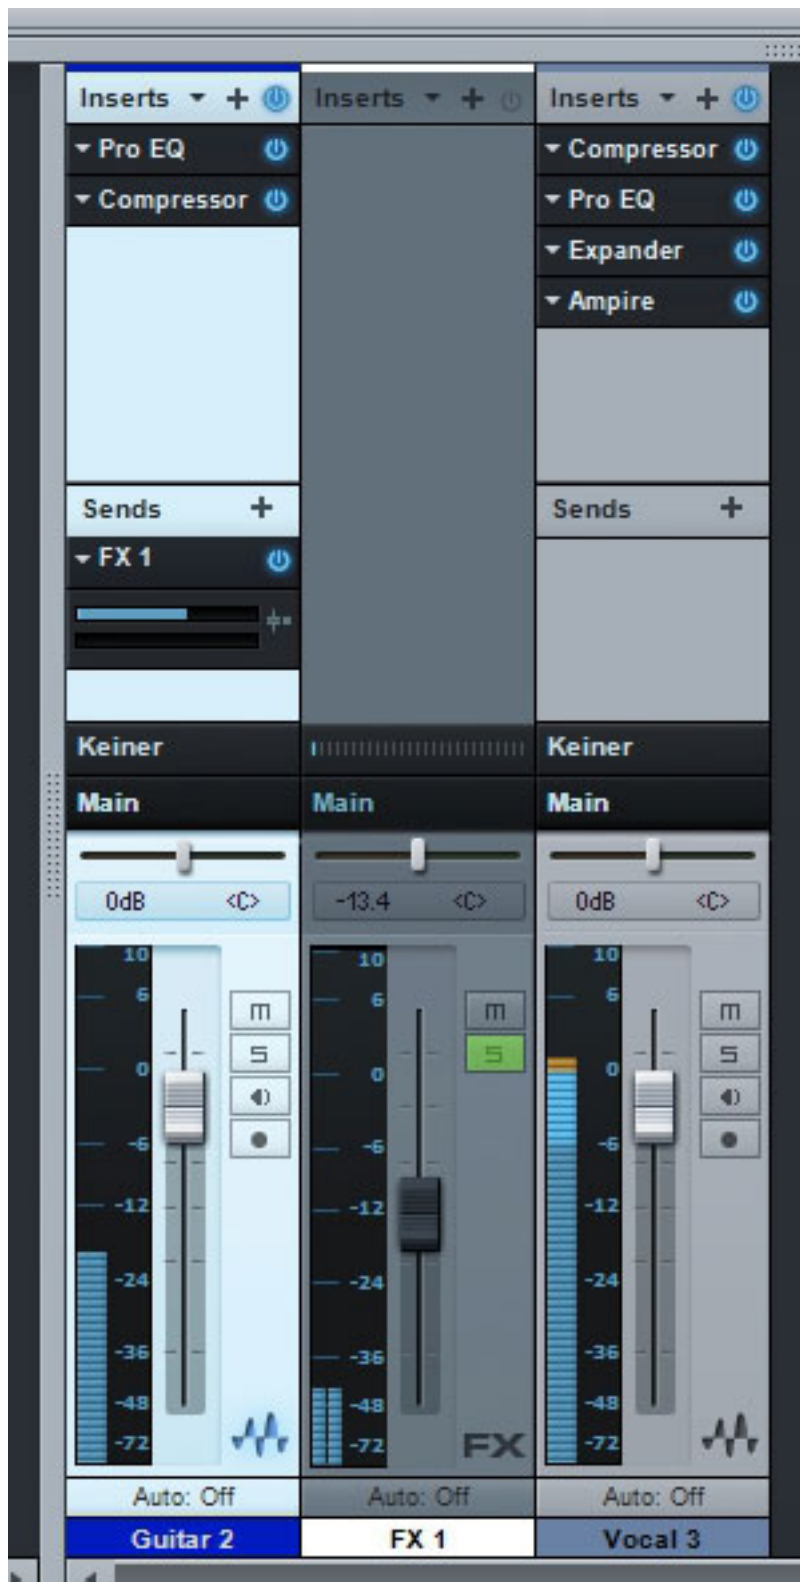 Inserts
Pro EQ
Compressor
Sends
FX 1
Keiner
Main
0dB <C>
10
6
0
-6
-12
-24
-36
-48
-72
m
S
Auto: Off
Guitar 2
Inserts
Main
-13.4 <C>
10
6
0
-6
-12
-24
-36
-48
-72
m
S
FX
Auto: Off
FX 1
Inserts
Compressor
Pro EQ
Expander
Ampire
Sends
Keiner
Main
0dB <C>
10
6
0
-6
-12
-24
-36
-48
-72
m
S
Auto: Off
Vocal 3